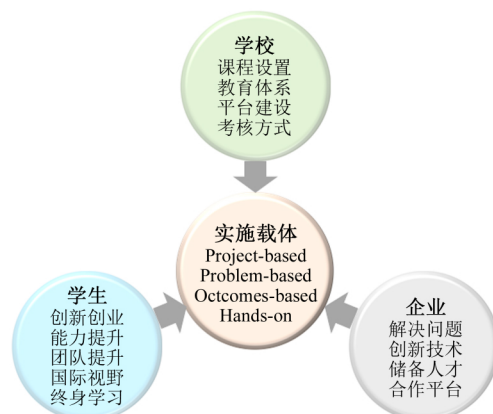 学校
课程设置
教育体系
平台建设
考核方式
实施载体
Project-based
Problem-based
Octcomes-based
Hands-on
学生
创新创业
能力提升
团队提升
国际视野
终身学习
企业
解决问题
创新技术
储备人才
合作平台